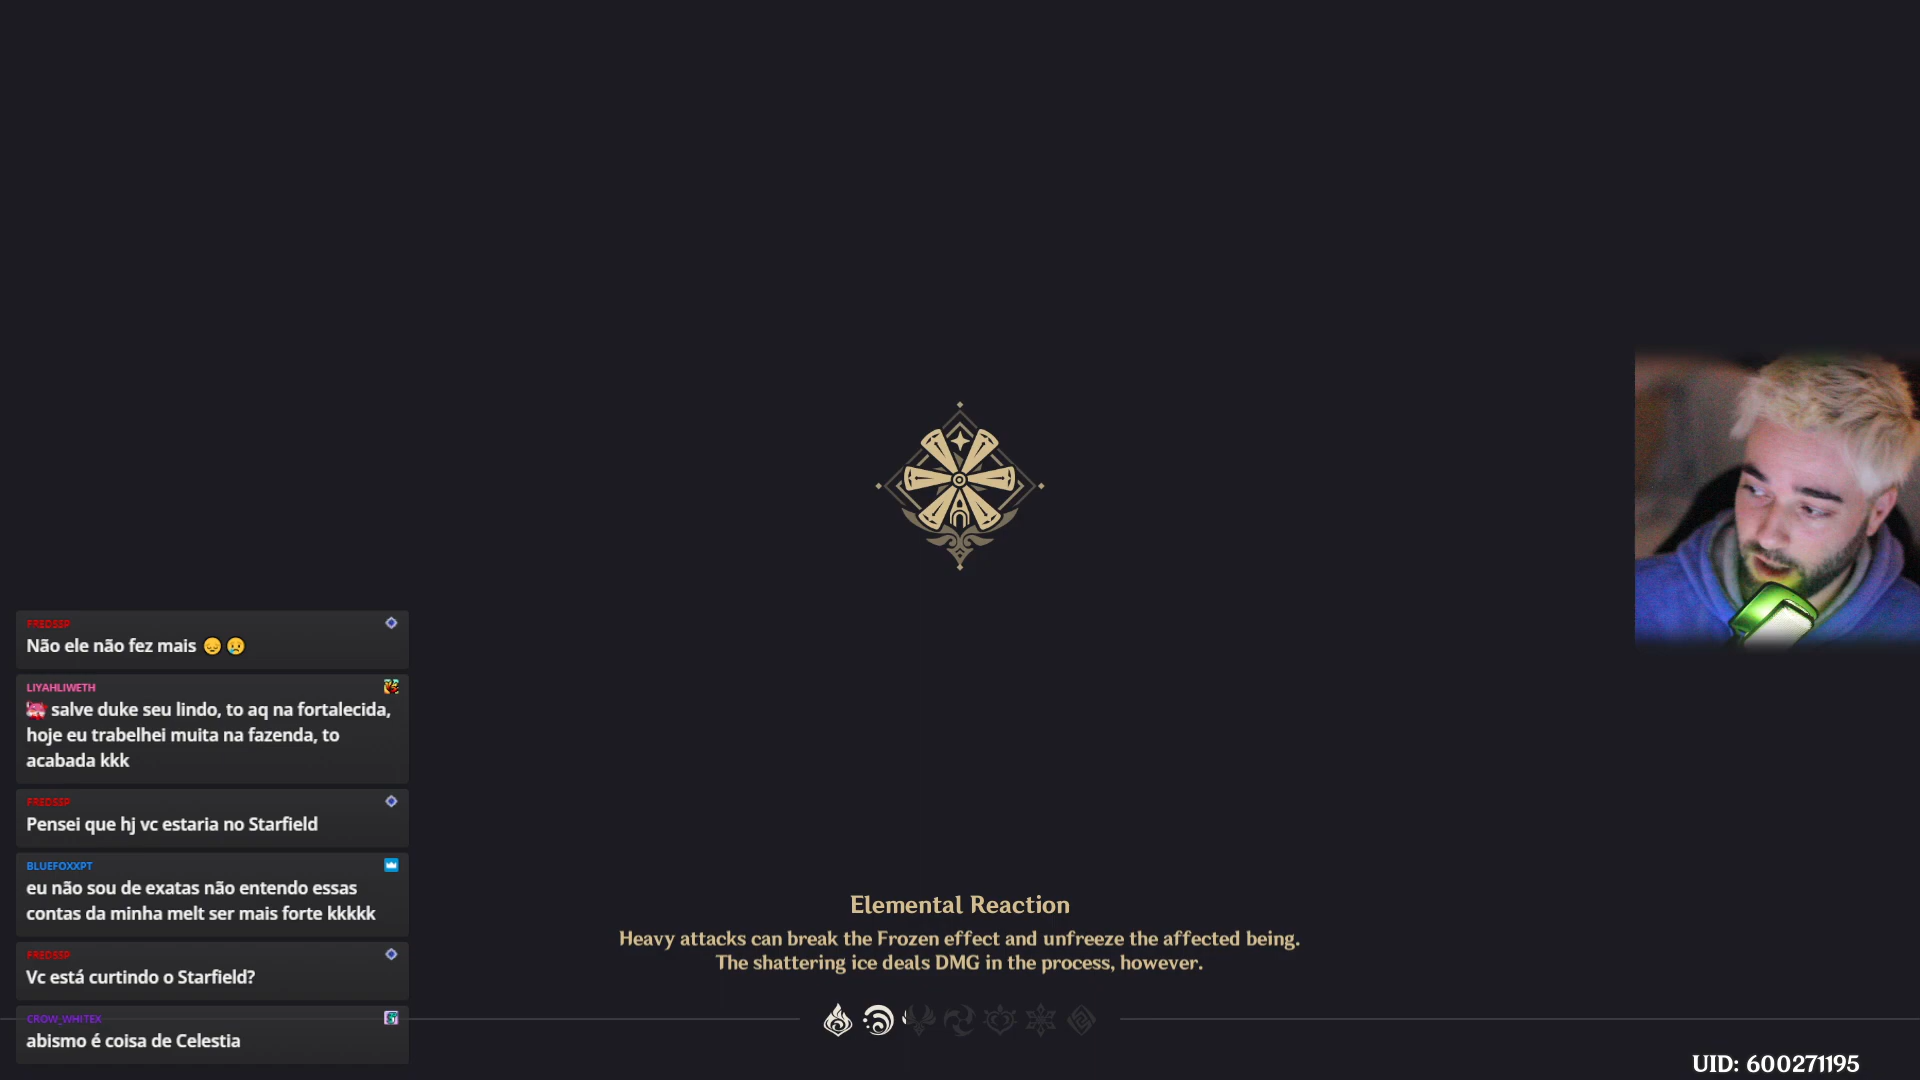 FREDSSP
Não ele não fez mais 😞 😥
LIYAHLIWETH
salve duke seu lindo, to aq na fortalecida,
hoje eu trabelhei muita na fazenda, to
acabada kkk
FREDSSP
Pensei que hj vc estaria no Starfield
BLUEFOXXPT
eu não sou de exatas não entendo essas
contas da minha melt ser mais forte kkkkk
FREDSSP
Vc está curtindo o Starfield?
CROW_WHITEX
abismo é coisa de Celestia
Elemental Reaction
Heavy attacks can break the Frozen effect and unfreeze the affected being.
The shattering ice deals DMG in the process, however.
UID: 600271195